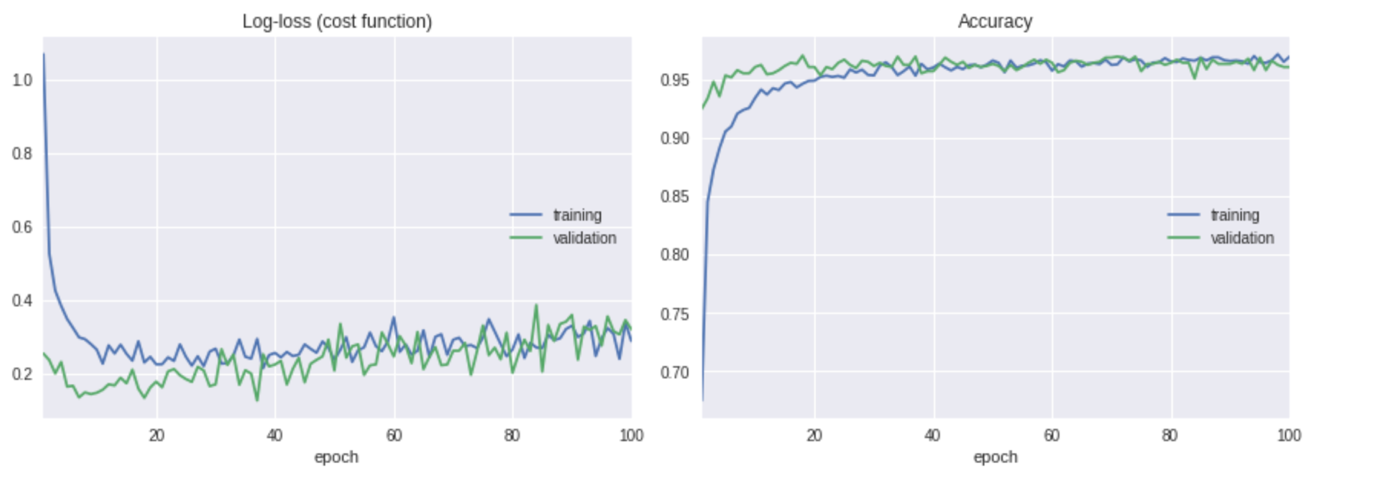 Log-loss (cost function)
1.0
0.8
0.6
0.4
0.2
training
validation
20 40 60 80 100
epoch
Accuracy
0.95
0.90
0.85
0.80
0.75
0.70
training
validation
20 40 60 80 100
epoch